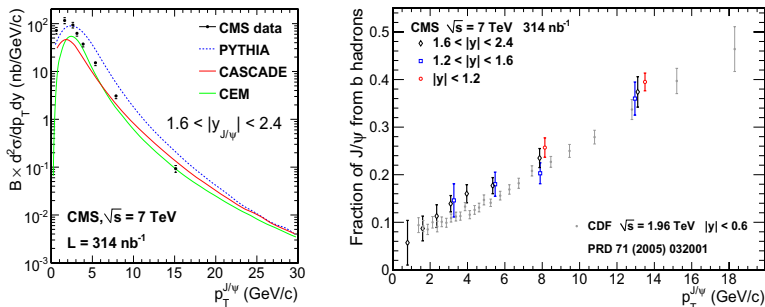 B × d²σ/dp_T dy (nb/GeV/c)
10²
10
1
10⁻¹
10⁻²
10⁻³
CMS data
PYTHIA
CASCADE
CEM
1.6 < |y_J/ψ| < 2.4
CMS, √s = 7 TeV
L = 314 nb⁻¹
0 5 10 15 20 25 30
p_T^J/ψ (GeV/c)
Fraction of J/ψ from b hadrons
0.5
0.4
0.3
0.2
0.1
0
CMS √s = 7 TeV 314 nb⁻¹
1.6 < |y| < 2.4
1.2 < |y| < 1.6
|y| < 1.2
CDF √s = 1.96 TeV |y| < 0.6
PRD 71 (2005) 032001
0 2 4 6 8 10 12 14 16 18
p_T^J/ψ (GeV/c)